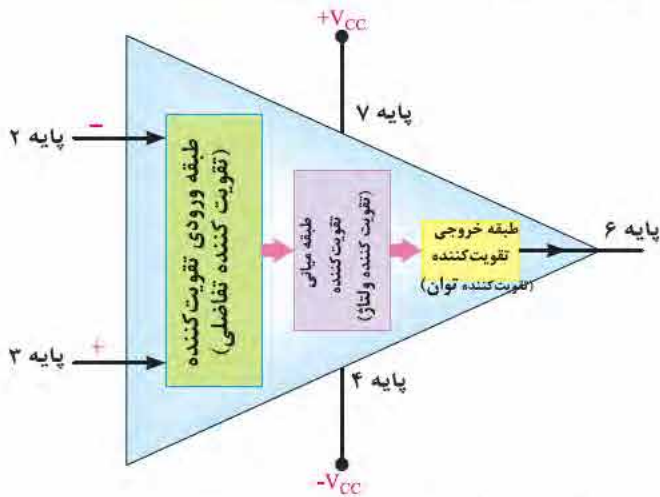 +VCC
پایه ۷
پایه ۲
−
طبقه ورودی تقویت‌کننده
(تقویت کننده تفاضلی)
طبقه میانی
تقویت‌کننده
(تقویت کننده ولتاژ)
طبقه خروجی
تقویت‌کننده
(تقویت‌کننده توان)
پایه ۶
پایه ۳
+
پایه ۴
-VCC